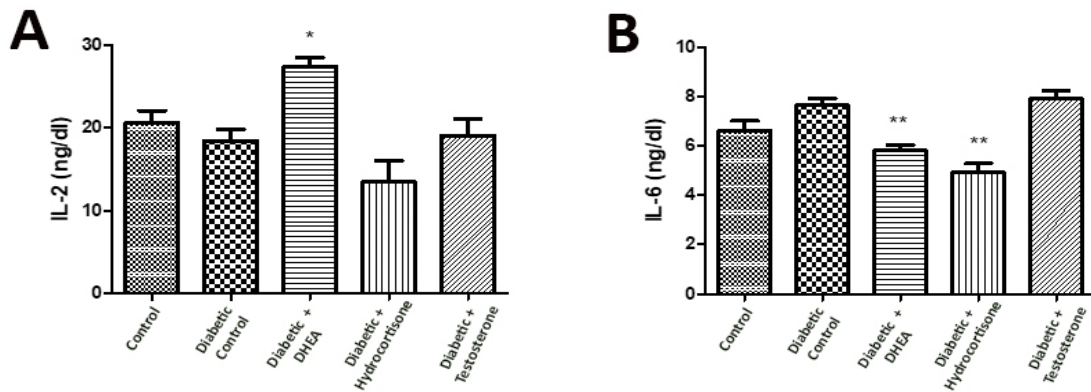 A
30
20
10
0
IL-2 (ng/dl)
*
Control
Diabetic
Control
Diabetic +
DHEA
Diabetic +
Hydrocortisone
Diabetic +
Testosterone
B
10
8
6
4
2
0
IL-6 (ng/dl)
**
**
Control
Diabetic
Control
Diabetic +
DHEA
Diabetic +
Hydrocortisone
Diabetic +
Testosterone